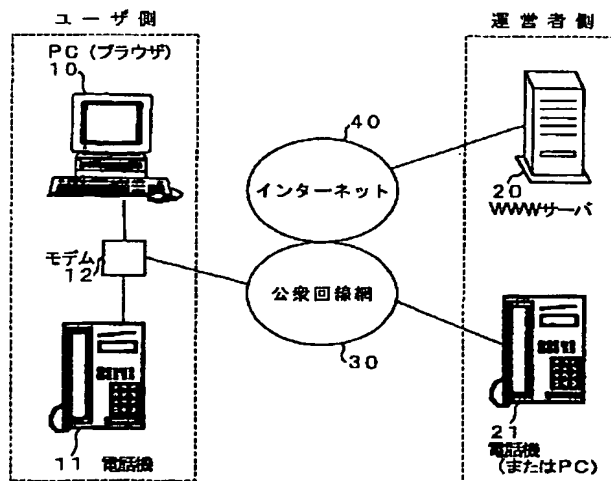 ユーザ側
PC（ブラウザ）
10
モデム
12
11 電話機
40
インターネット
公衆回線網
30
運営者側
20
WWWサーバ
21
電話機
（またはPC）